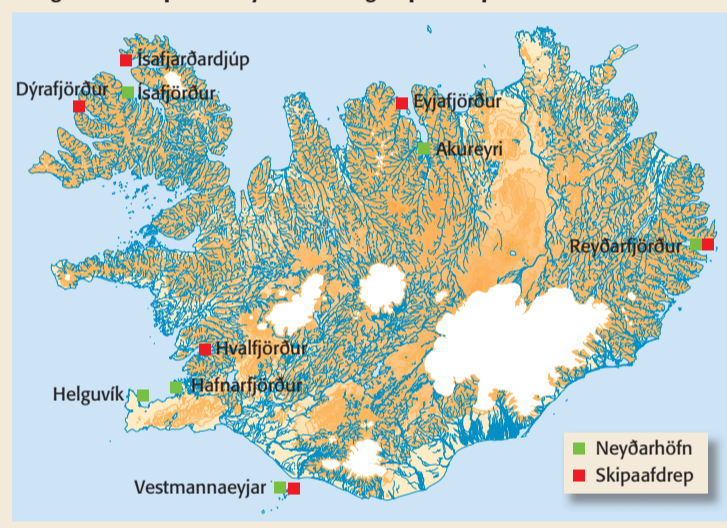 Ísafjarðardjúp
Dýrafjörður
Ísafjörður
Eyjafjörður
Akureyri
Reyðarfjörður
Hvalfjörður
Hafnarfjörður
Helguvík
Vestmannaeyjar
Neyðarhöfn
Skipaafdrep